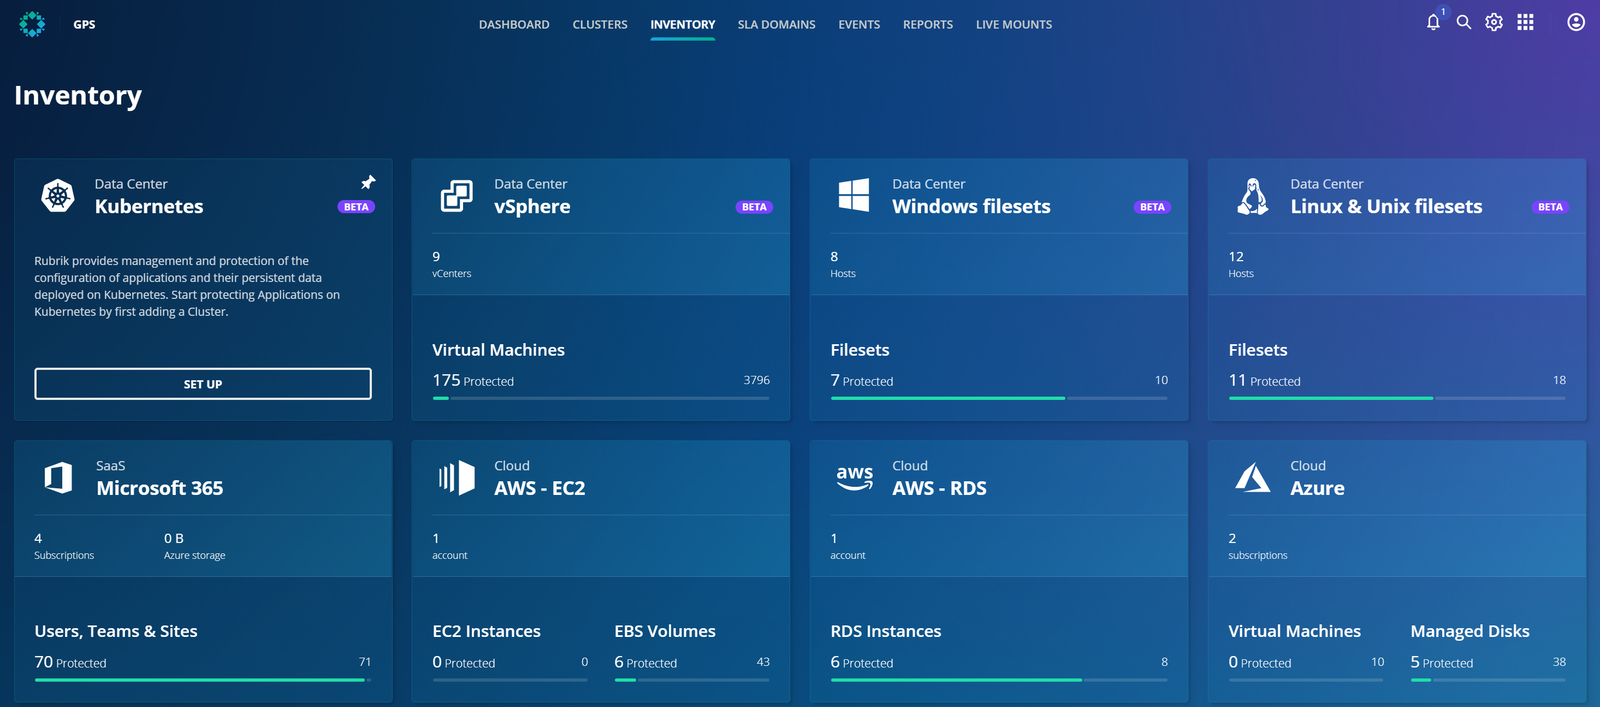 GPS
DASHBOARD CLUSTERS INVENTORY SLA DOMAINS EVENTS REPORTS LIVE MOUNTS
1
Inventory
Data Center
Kubernetes
BETA
Rubrik provides management and protection of the
configuration of applications and their persistent data
deployed on Kubernetes. Start protecting Applications on
Kubernetes by first adding a Cluster.
SET UP
Data Center
vSphere
BETA
9
vCenters
Virtual Machines
175 Protected 3796
Data Center
Windows filesets
BETA
8
Hosts
Filesets
7 Protected 10
Data Center
Linux & Unix filesets
BETA
12
Hosts
Filesets
11 Protected 18
SaaS
Microsoft 365
4 0 B
Subscriptions Azure storage
Users, Teams & Sites
70 Protected 71
Cloud
AWS - EC2
1
account
EC2 Instances EBS Volumes
0 Protected 0 6 Protected 43
aws
Cloud
AWS - RDS
1
account
RDS Instances
6 Protected 8
Cloud
Azure
2
subscriptions
Virtual Machines Managed Disks
0 Protected 10 5 Protected 38